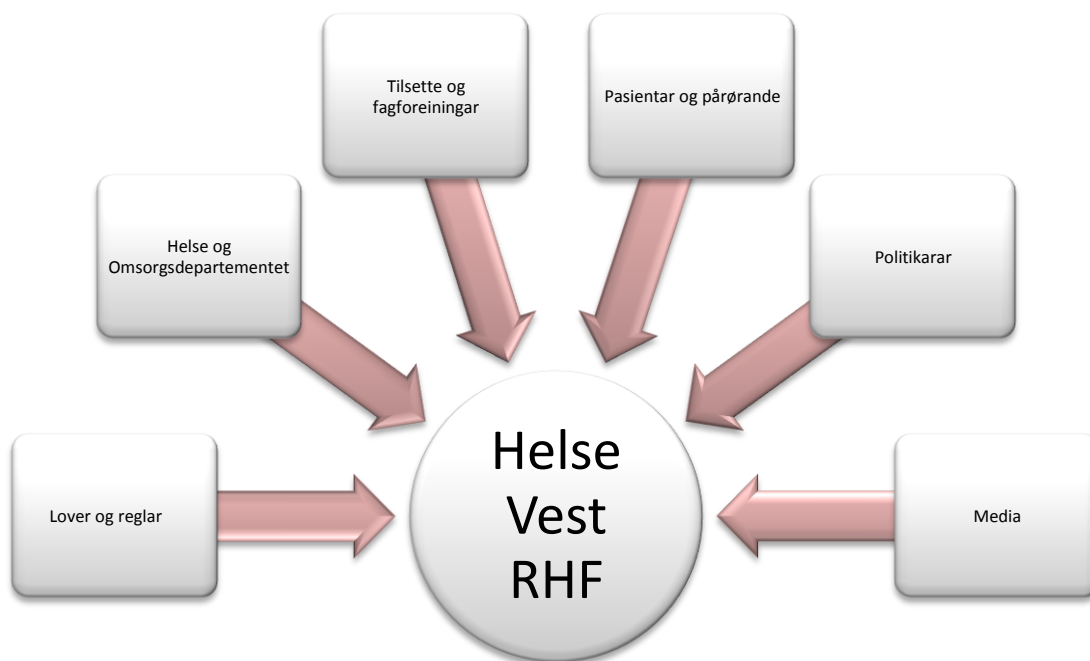 Tilsette og
fagforeiningar
Pasientar og pårørande
Helse og
Omsorgsdepartementet
Politikarar
Lover og reglar
Helse
Vest
RHF
Media